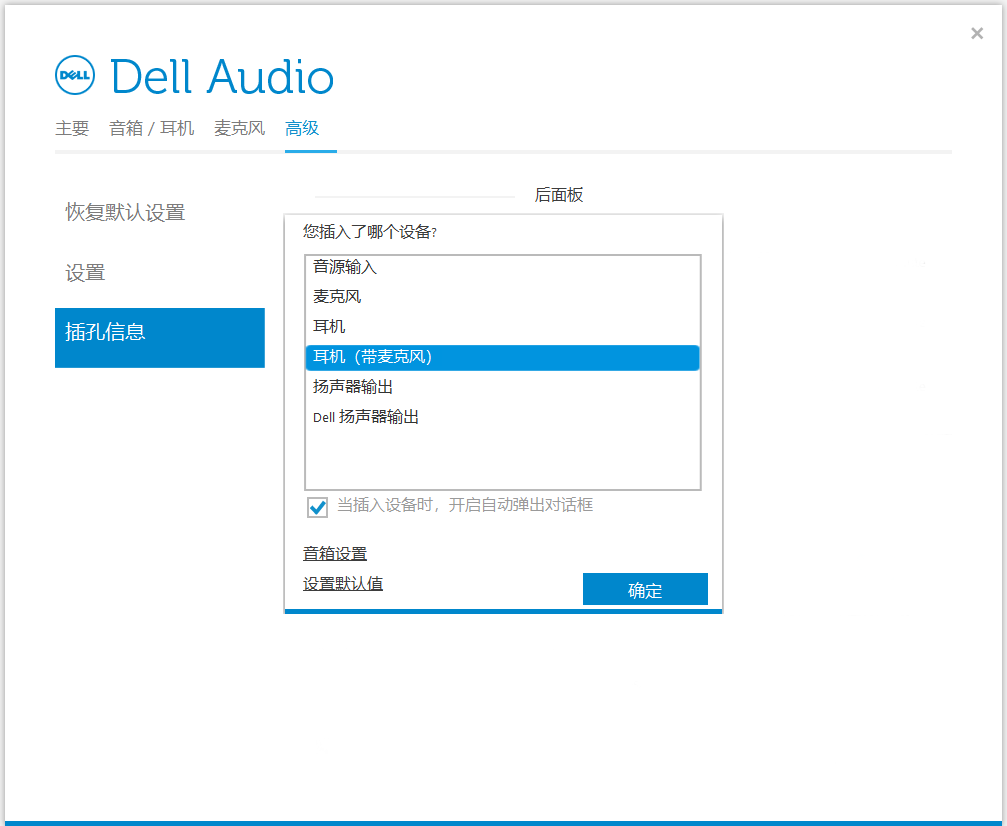 DELL Dell Audio
主要 音箱 / 耳机 麦克风 高级
后面板
恢复默认设置
设置
插孔信息
您插入了哪个设备?
音源输入
麦克风
耳机
耳机（带麦克风）
扬声器输出
Dell 扬声器输出
当插入设备时，开启自动弹出对话框
音箱设置
设置默认值
确定